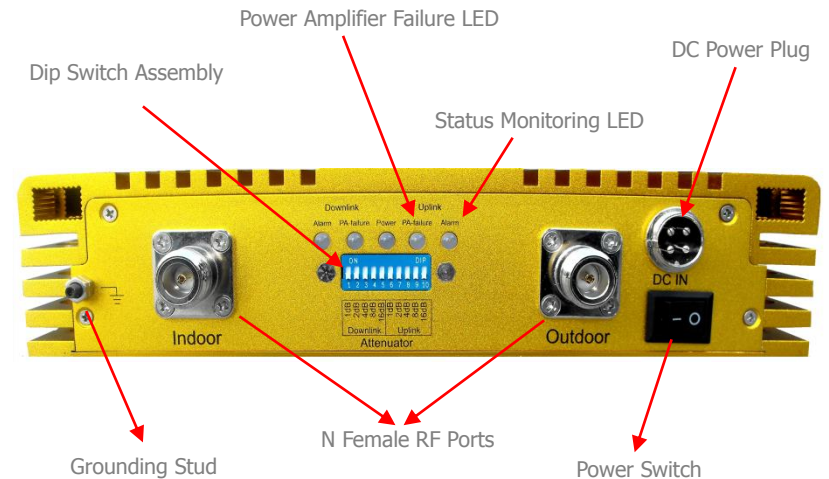 Power Amplifier Failure LED
DC Power Plug
Dip Switch Assembly
Status Monitoring LED
Downlink Uplink
Alarm PA-failure Power PA-failure Alarm
ON DIP
1 2 3 4 5 6 7 8 9 10
DC IN
1dB 2dB 4dB 8dB 16dB 1dB 2dB 4dB 8dB 16dB
Downlink Uplink
Attenuator
Indoor
Outdoor
N Female RF Ports
Grounding Stud
Power Switch